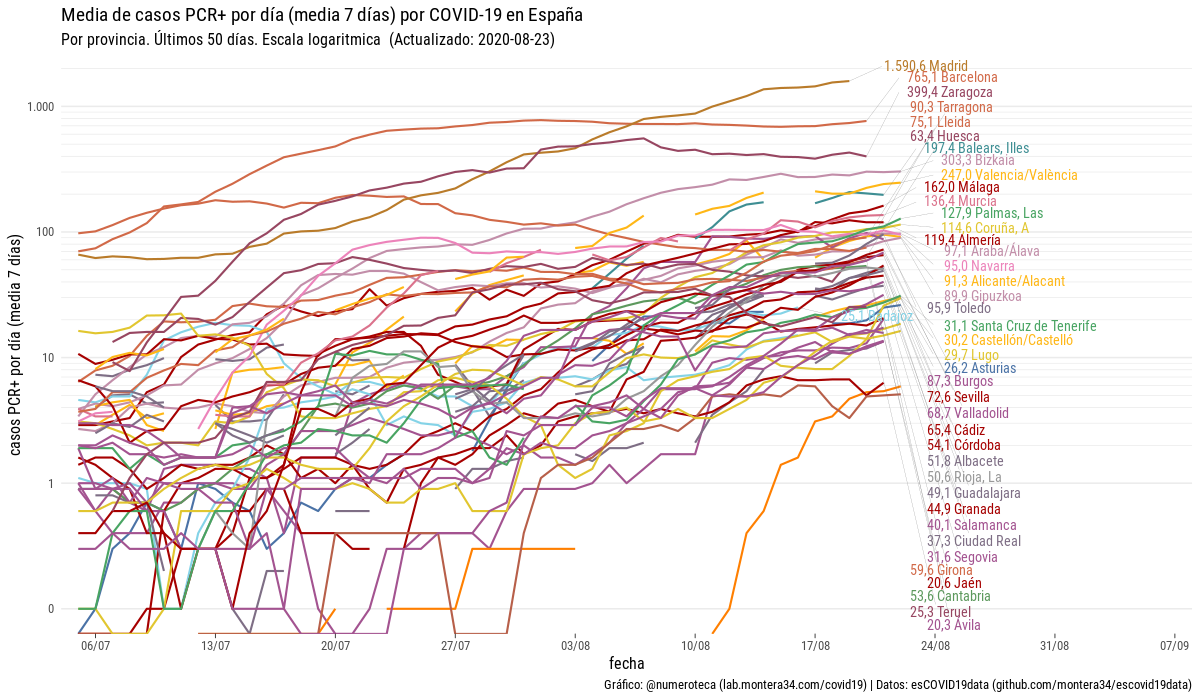 Media de casos PCR+ por día (media 7 días) por COVID-19 en España
Por provincia. Últimos 50 días. Escala logaritmica (Actualizado: 2020-08-23)
casos PCR+ por día (media 7 días)
1.000
100
10
1
0
1.590,6 Madrid
765,1 Barcelona
399,4 Zaragoza
90,3 Tarragona
75,1 Lleida
63,4 Huesca
197,4 Balears, Illes
303,3 Bizkaia
247,0 Valencia/València
162,0 Málaga
136,4 Murcia
127,9 Palmas, Las
114,6 Coruña, A
119,4 Almería
97,1 Araba/Álava
95,0 Navarra
91,3 Alicante/Alacant
89,9 Gipuzkoa
95,9 Toledo
25,1 Badajoz
31,1 Santa Cruz de Tenerife
30,2 Castellón/Castelló
29,7 Lugo
26,2 Asturias
87,3 Burgos
72,6 Sevilla
68,7 Valladolid
65,4 Cádiz
54,1 Córdoba
51,8 Albacete
50,6 Rioja, La
49,1 Guadalajara
44,9 Granada
40,1 Salamanca
37,3 Ciudad Real
31,6 Segovia
59,6 Girona
20,6 Jaén
53,6 Cantabria
25,3 Teruel
20,3 Ávila
06/07 13/07 20/07 27/07 03/08 10/08 17/08 24/08 31/08 07/09
fecha
Gráfico: @numeroteca (lab.montera34.com/covid19) | Datos: esCOVID19data (github.com/montera34/escovid19data)